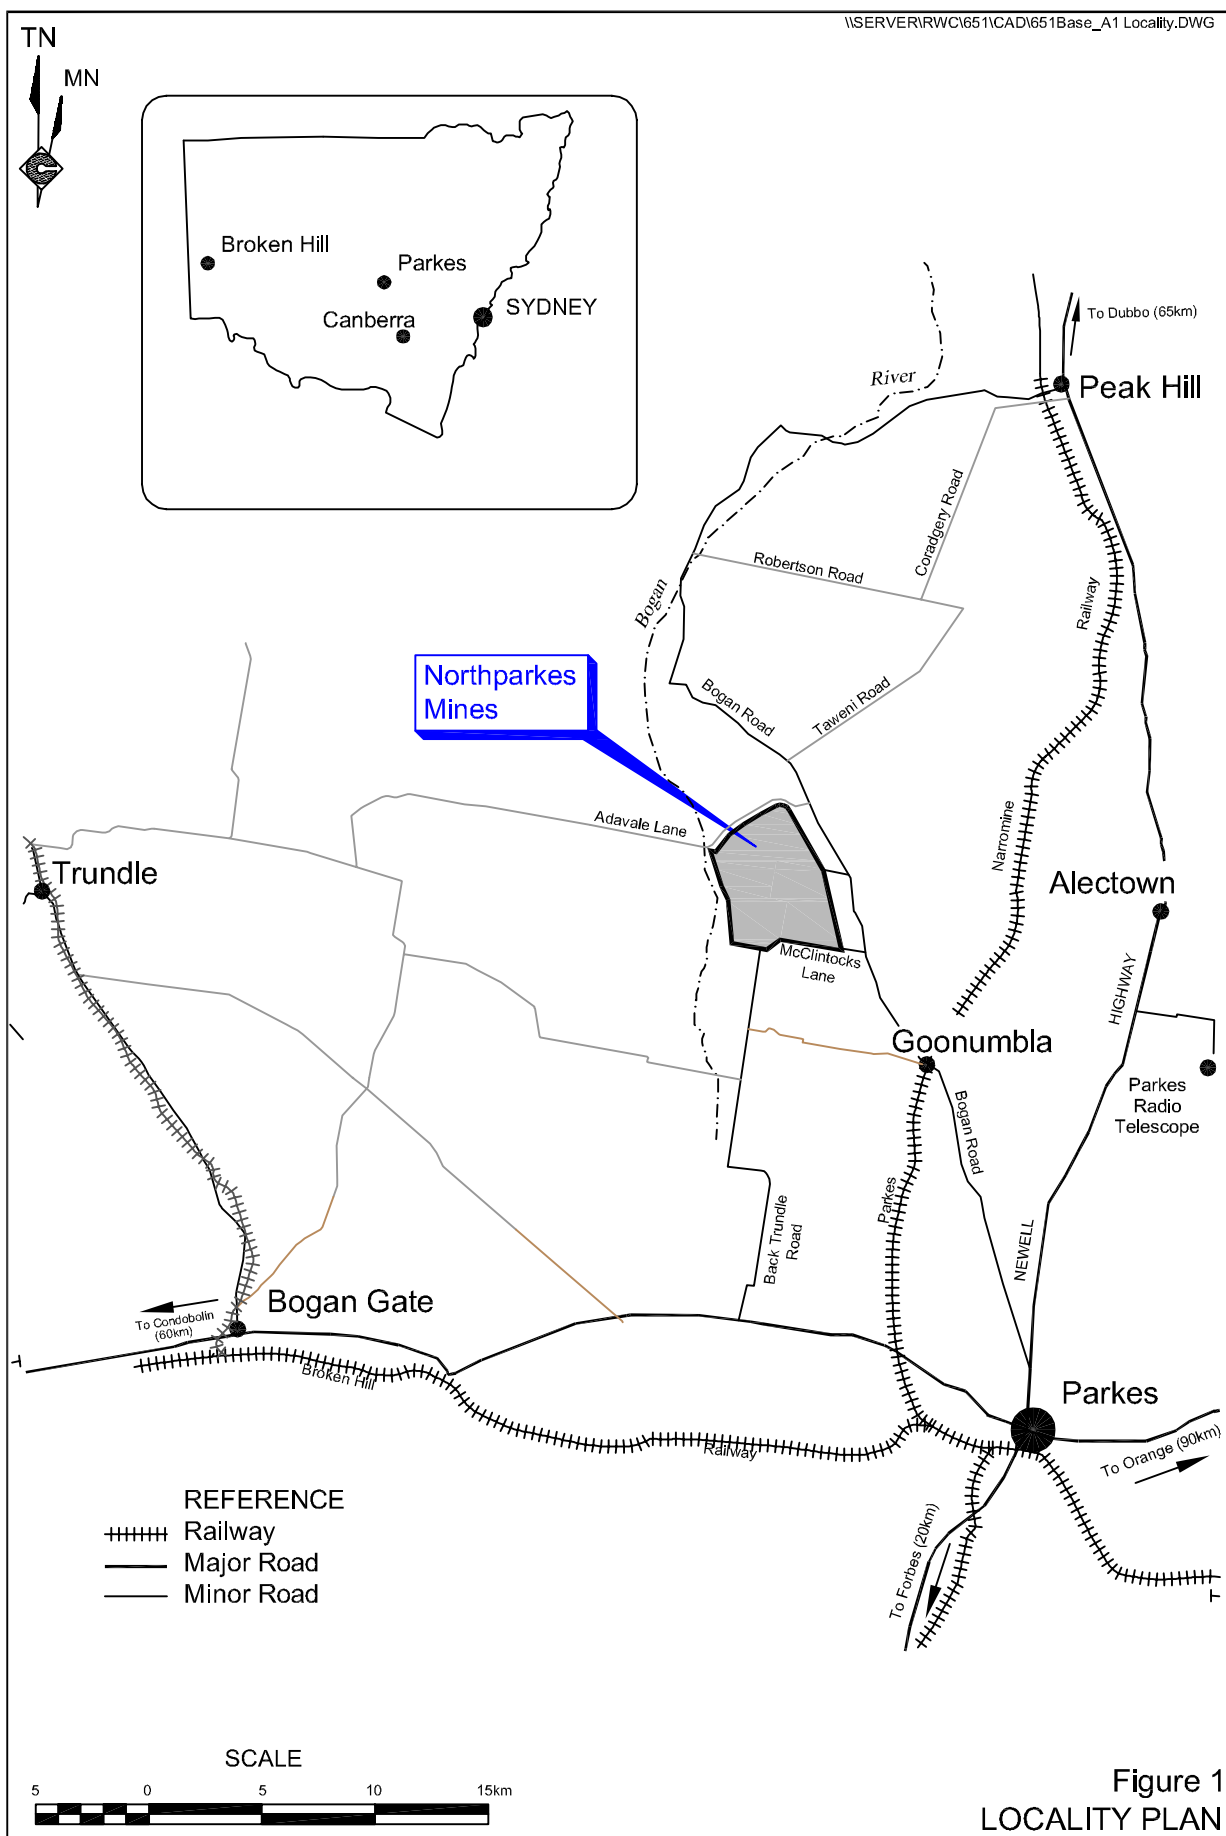 \\SERVER\RWC\651\CAD\651Base_A1 Locality.DWG
TN
MN
Broken Hill
Parkes
Canberra
SYDNEY
To Dubbo (65km)
River
Peak Hill
Coradgery Road
Robertson Road
Railway
Bogan
Northparkes
Mines
Bogan Road
Taweni Road
Adavale Lane
Narromine
Trundle
Alectown
McClintocks
Lane
HIGHWAY
Goonumbla
Parkes
Radio
Telescope
Bogan Road
Parkes
Back Trundle
Road
NEWELL
Bogan Gate
To Condobolin
(60km)
Broken Hill
Parkes
Railway
To Orange (90km)
To Forbes (20km)
REFERENCE
Railway
Major Road
Minor Road
SCALE
5 0 5 10 15km
Figure 1
LOCALITY PLAN